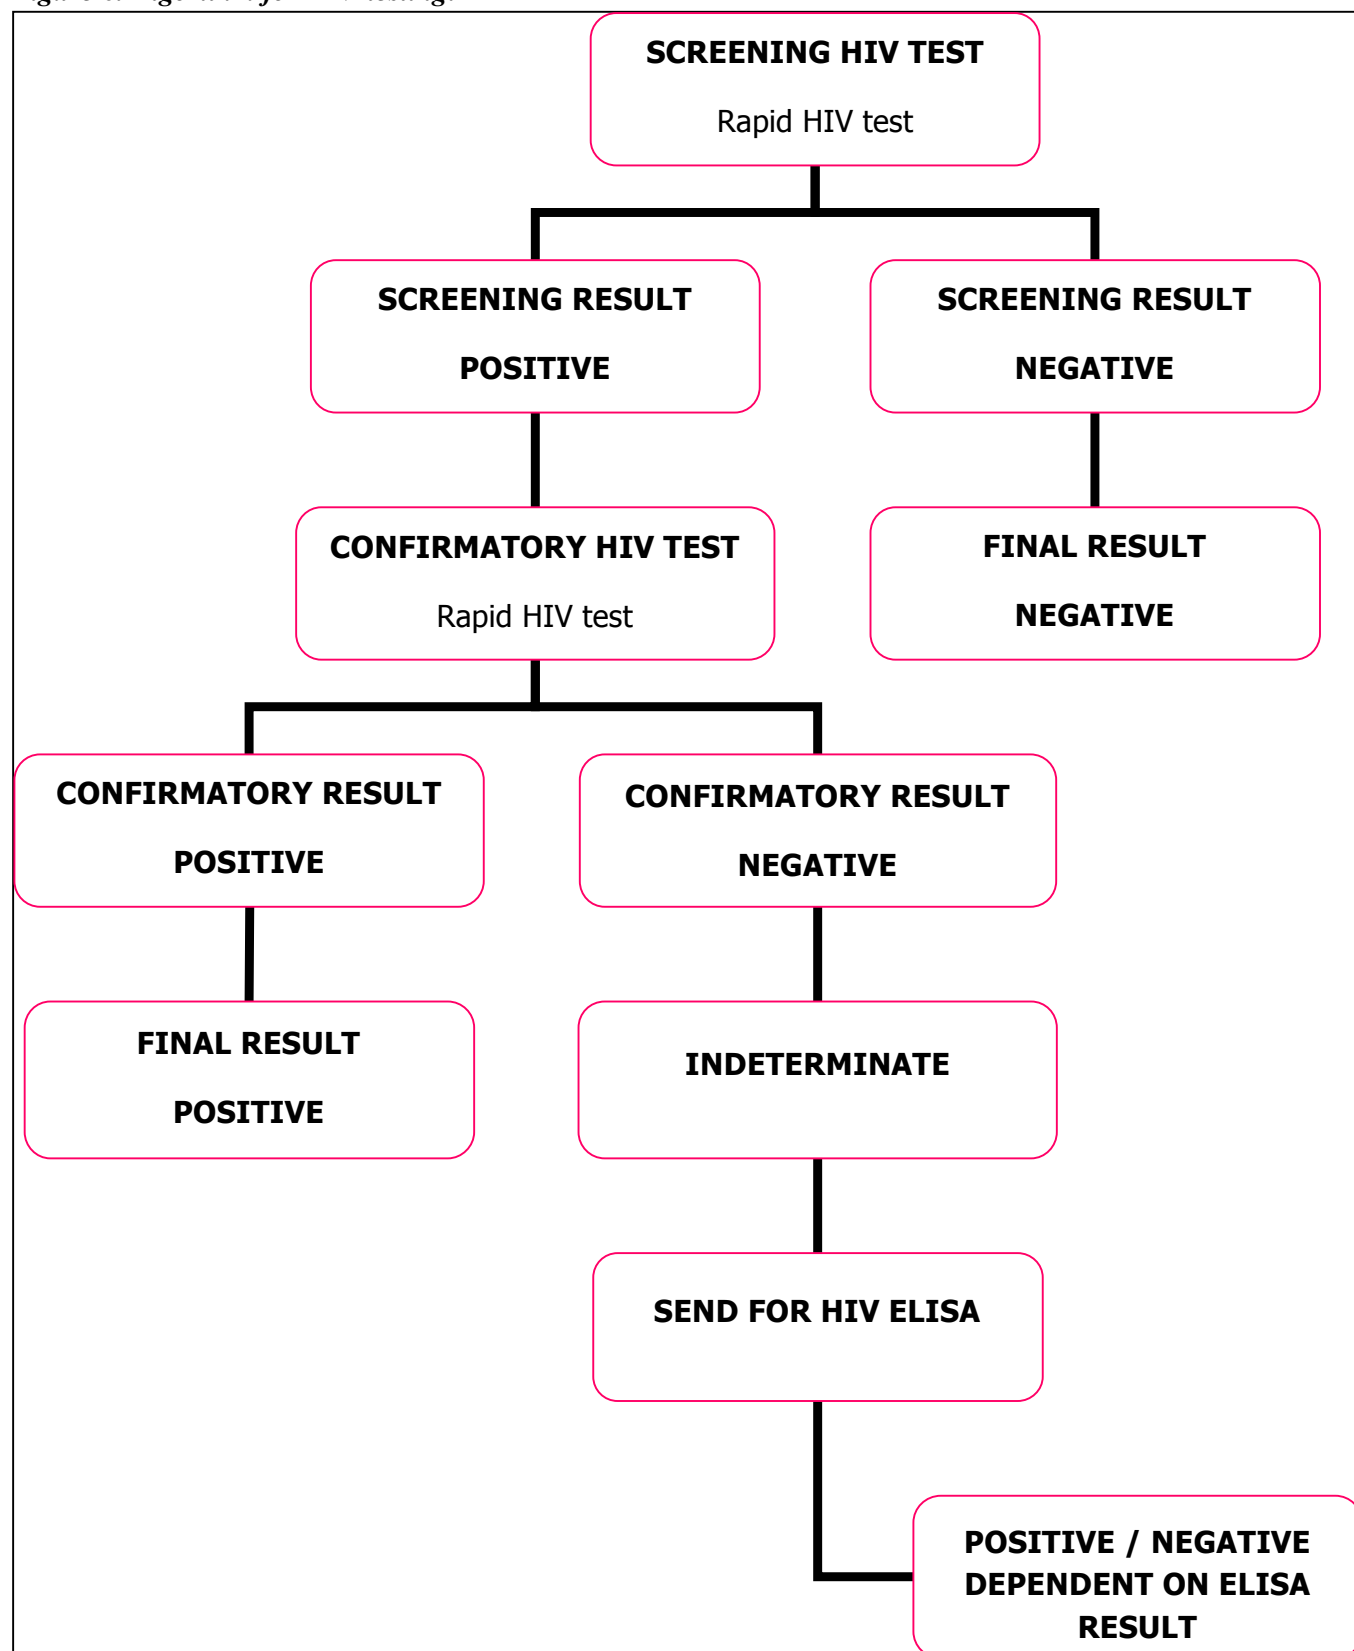 SCREENING HIV TEST
Rapid HIV test
SCREENING RESULT
POSITIVE
SCREENING RESULT
NEGATIVE
CONFIRMATORY HIV TEST
Rapid HIV test
FINAL RESULT
NEGATIVE
CONFIRMATORY RESULT
POSITIVE
CONFIRMATORY RESULT
NEGATIVE
FINAL RESULT
POSITIVE
INDETERMINATE
SEND FOR HIV ELISA
POSITIVE / NEGATIVE
DEPENDENT ON ELISA
RESULT